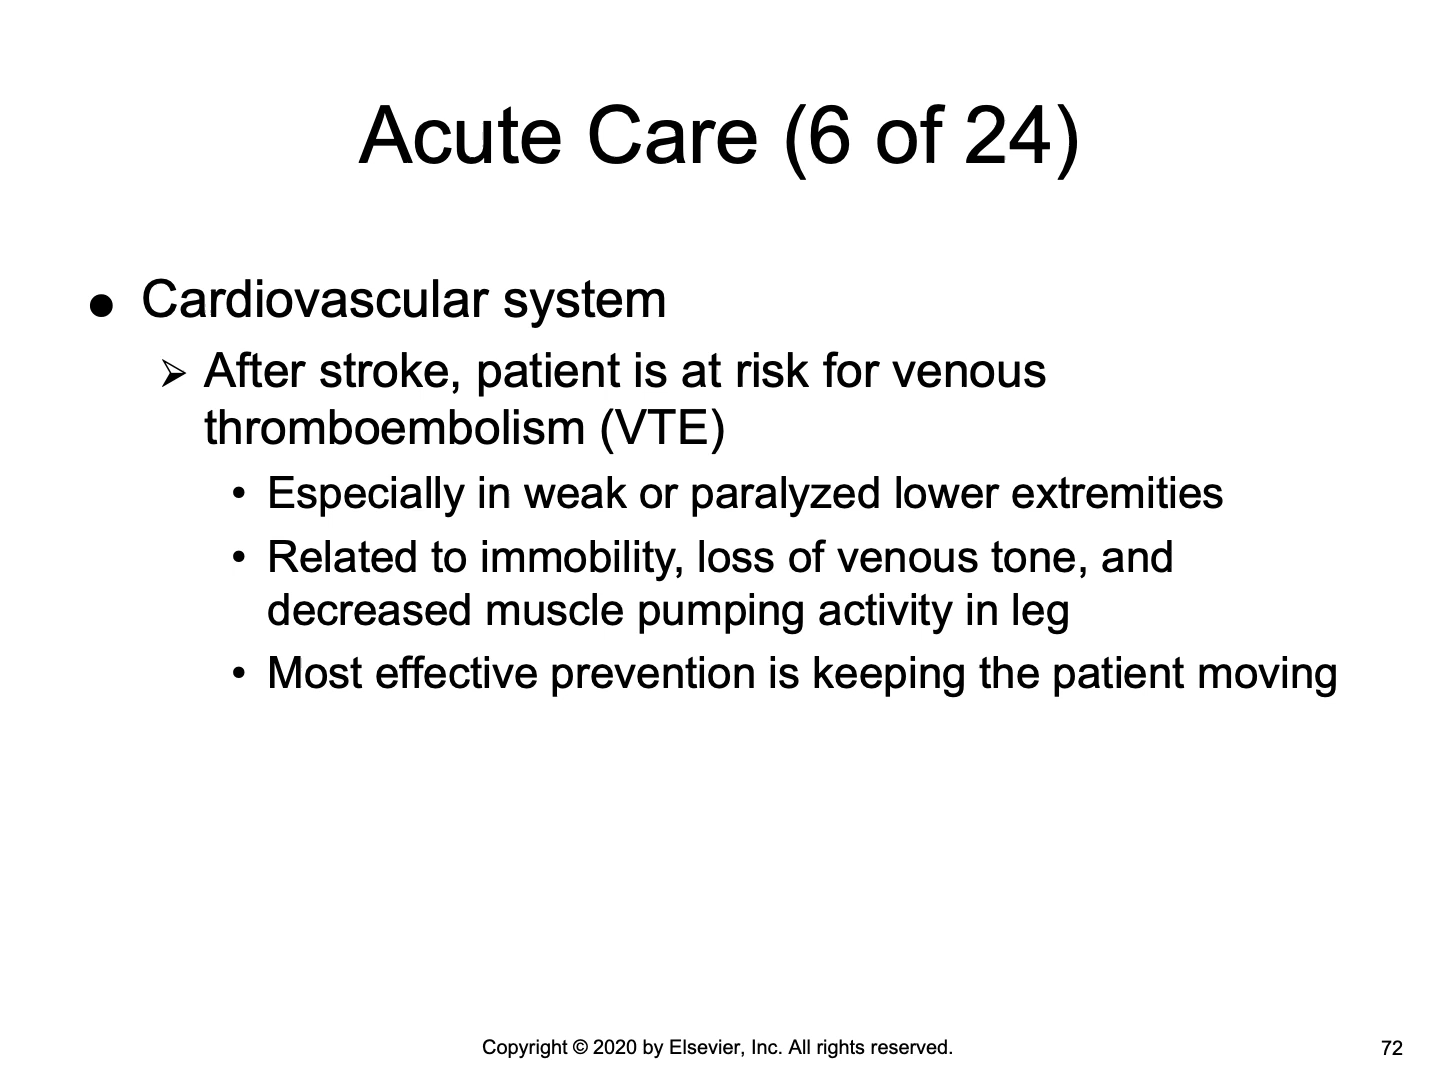 Acute Care (6 of 24)
● Cardiovascular system
➢ After stroke, patient is at risk for venous
thromboembolism (VTE)
• Especially in weak or paralyzed lower extremities
• Related to immobility, loss of venous tone, and
decreased muscle pumping activity in leg
• Most effective prevention is keeping the patient moving
Copyright © 2020 by Elsevier, Inc. All rights reserved.
72